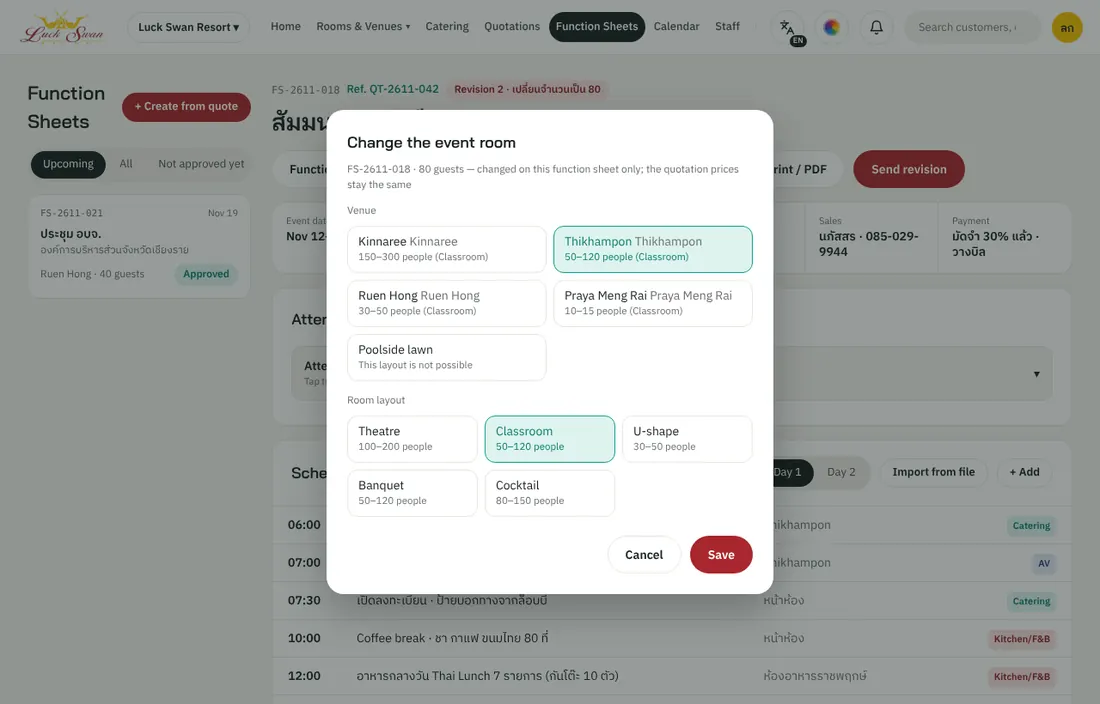 Luck Swan
Luck Swan Resort ▾
Home
Rooms & Venues ▾
Catering
Quotations
Function Sheets
Calendar
Staff
EN
Search customers,
ลก
Function
Sheets
+ Create from quote
Upcoming
All
Not approved yet
FS-2611-021
Nov 19
ประชุม อบจ.
องค์การบริหารส่วนจังหวัดเชียงราย
Ruen Hong · 40 guests
Approved
FS-2611-018
Ref. QT-2611-042
Revision 2 · เปลี่ยนจำนวนเป็น 80
Print / PDF
Send revision
Event date
Nov 12-
Sales
นภัสสร · 085-029-
9944
Payment
มัดจำ 30% แล้ว ·
วางบิล
Change the event room
FS-2611-018 · 80 guests — changed on this function sheet only; the quotation prices
stay the same
Venue
Kinnaree Kinnaree
150–300 people (Classroom)
Thikhampon Thikhampon
50–120 people (Classroom)
Ruen Hong Ruen Hong
30–50 people (Classroom)
Praya Meng Rai Praya Meng Rai
10–15 people (Classroom)
Poolside lawn
This layout is not possible
Room layout
Theatre
100–200 people
Classroom
50–120 people
U-shape
30–50 people
Banquet
50–120 people
Cocktail
80–150 people
Cancel
Save
Day 1
Day 2
Import from file
+ Add
06:00
Thikhampon
Catering
07:00
Thikhampon
AV
07:30
เปิดลงทะเบียน · ป้ายบอกทางจากล็อบบี้
หน้าห้อง
Catering
10:00
Coffee break · ชา กาแฟ ขนมไทย 80 ที่
หน้าห้อง
Kitchen/F&B
12:00
อาหารกลางวัน Thai Lunch 7 รายการ (กันโต๊ะ 10 ตัว)
ห้องอาหารราชพฤกษ์
Kitchen/F&B